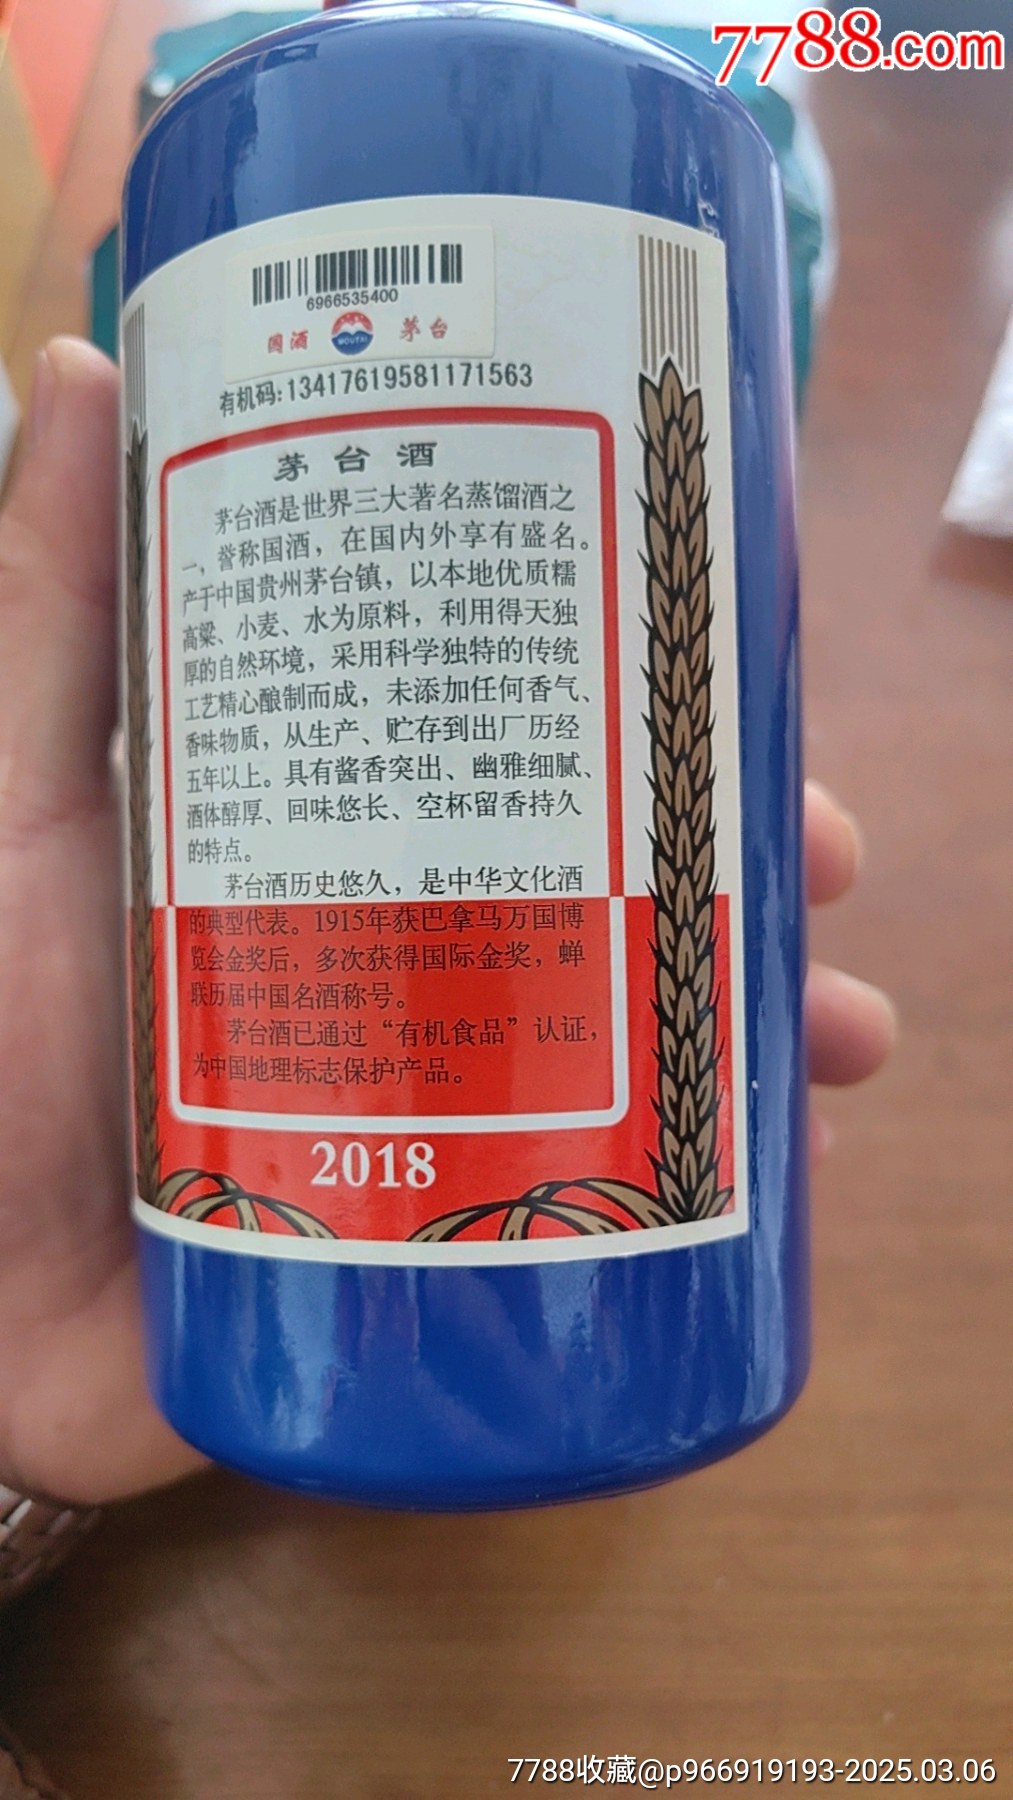 7788.com
6966535400
国酒 MOUTAI 茅台
有机码:13417619581171563
茅台酒
茅台酒是世界三大著名蒸馏酒之
一，誉称国酒，在国内外享有盛名。
产于中国贵州茅台镇，以本地优质糯
高粱、小麦、水为原料，利用得天独
厚的自然环境，采用科学独特的传统
工艺精心酿制而成，未添加任何香气、
香味物质，从生产、贮存到出厂历经
五年以上。具有酱香突出、幽雅细腻、
酒体醇厚、回味悠长、空杯留香持久
的特点。
茅台酒历史悠久，是中华文化酒
的典型代表。1915年获巴拿马万国博
览会金奖后，多次获得国际金奖，蝉
联历届中国名酒称号。
茅台酒已通过“有机食品”认证，
为中国地理标志保护产品。
2018
7788收藏@p966919193-2025.03.06